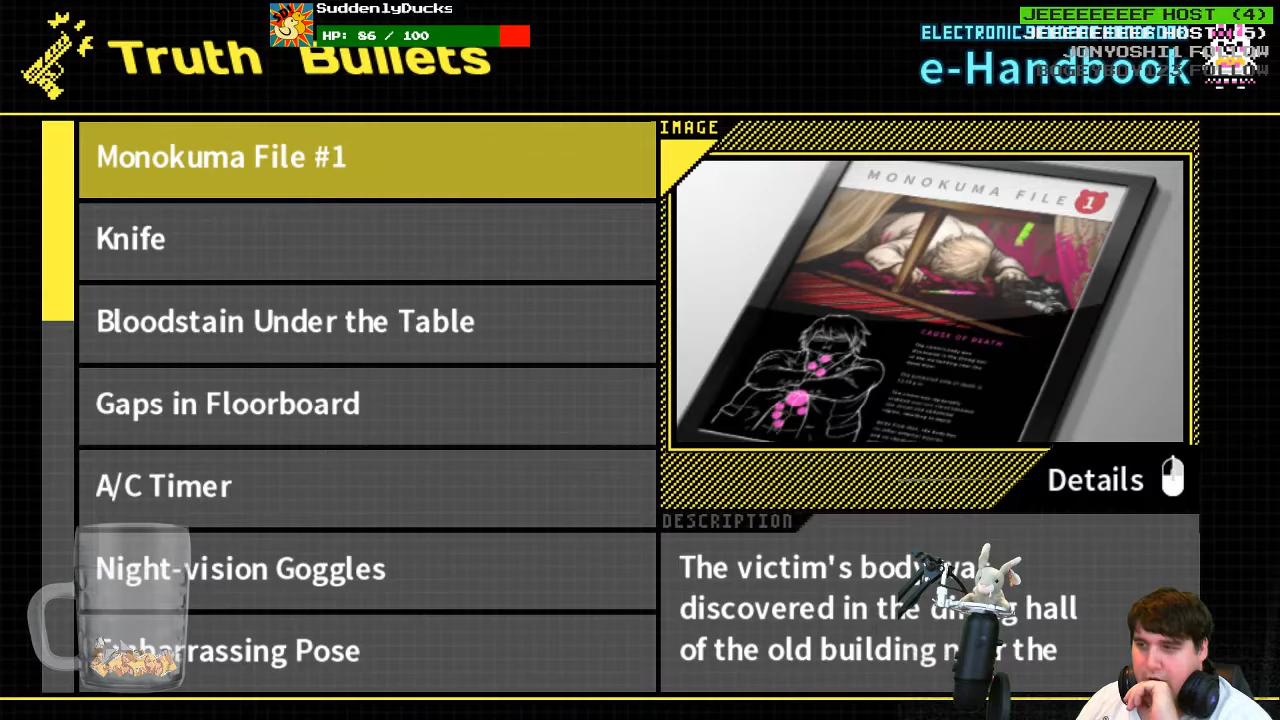 SuddenlyDucks
HP: 86 / 100
JEEEEEEEEF HOST (4)
Truth Bullets
e-Handbook
Monokuma File #1
Knife
Bloodstain Under the Table
Gaps in Floorboard
A/C Timer
Night-vision Goggles
Embarrassing Pose
IMAGE
MONOKUMA FILE 1
CAUSE OF DEATH
Details
DESCRIPTION
The victim's body was
discovered in the dining hall
of the old building near the